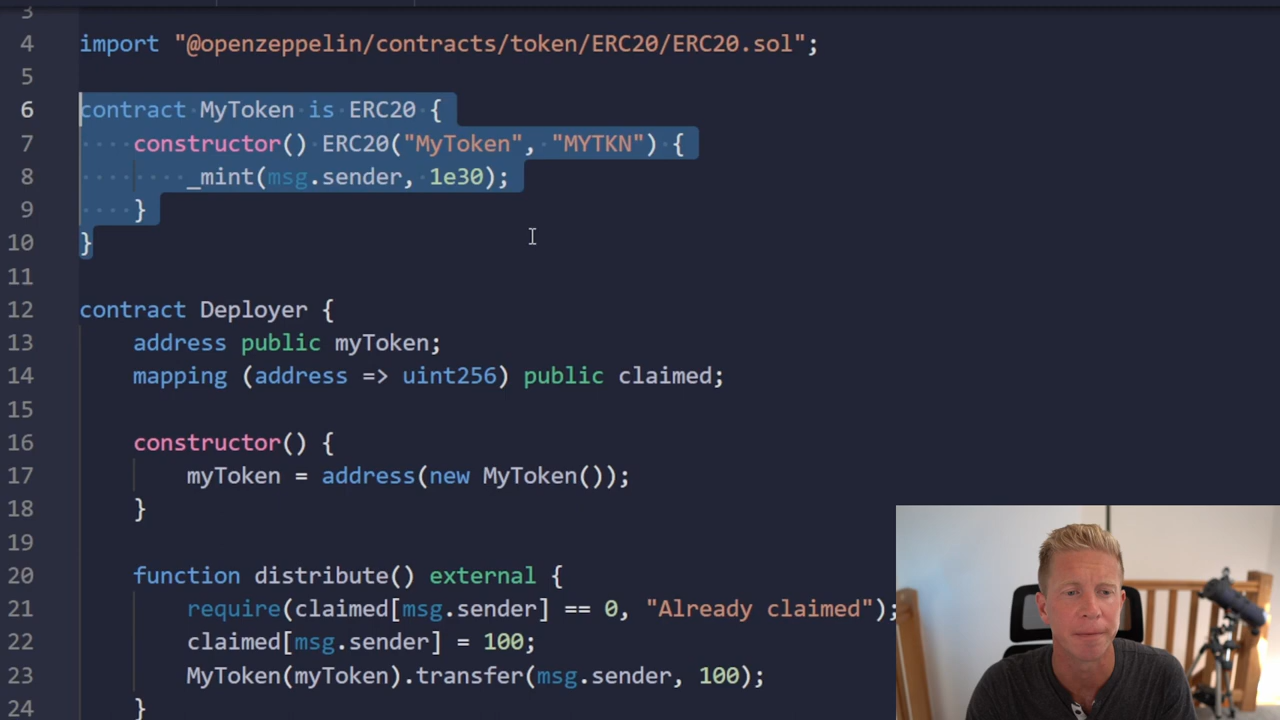 3
4 import "@openzeppelin/contracts/token/ERC20/ERC20.sol";
5
6 contract MyToken is ERC20 {
7 constructor() ERC20("MyToken", "MYTKN") {
8 _mint(msg.sender, 1e30);
9 }
10 }
11
12 contract Deployer {
13 address public myToken;
14 mapping (address => uint256) public claimed;
15
16 constructor() {
17 myToken = address(new MyToken());
18 }
19
20 function distribute() external {
21 require(claimed[msg.sender] == 0, "Already claimed");
22 claimed[msg.sender] = 100;
23 MyToken(myToken).transfer(msg.sender, 100);
24 }